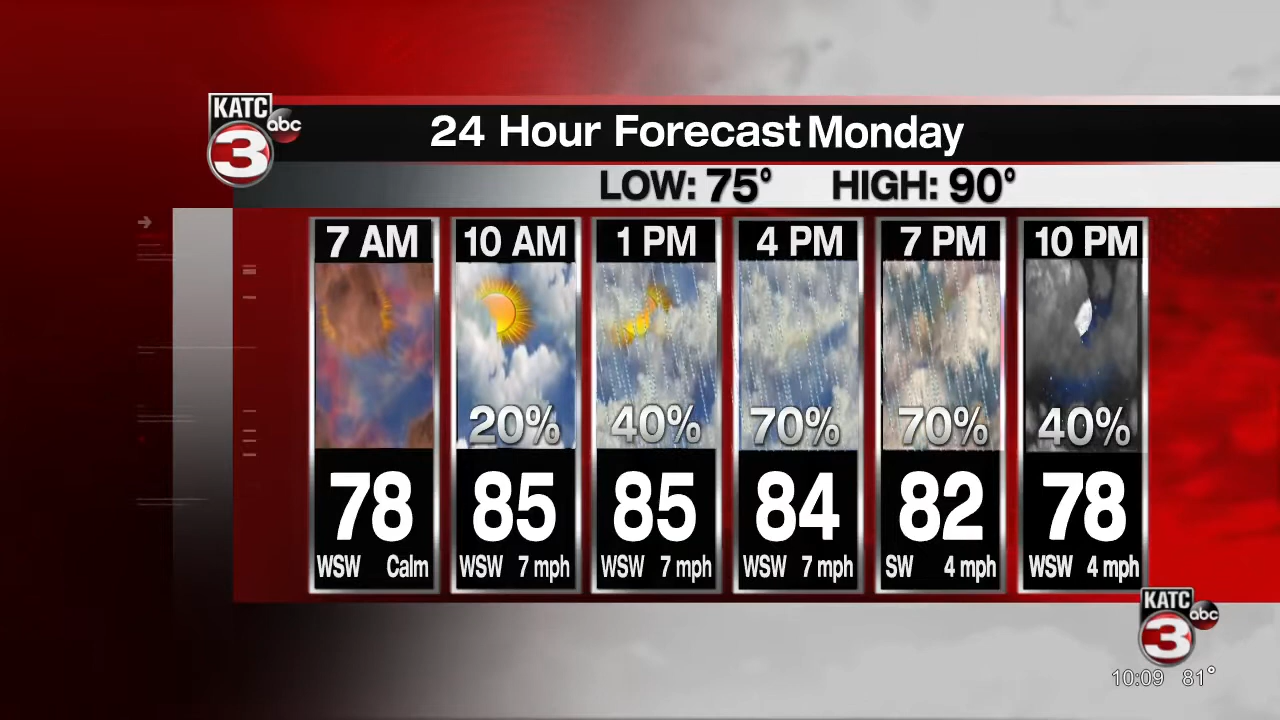 KATC
abc
3
24 Hour Forecast Monday
LOW: 75° HIGH: 90°
7 AM 10 AM 1 PM 4 PM 7 PM 10 PM
20% 40% 70% 70% 40%
78 85 85 84 82 78
WSW Calm WSW 7 mph WSW 7 mph WSW 7 mph SW 4 mph WSW 4 mph
KATC
abc
3
10:09 81°